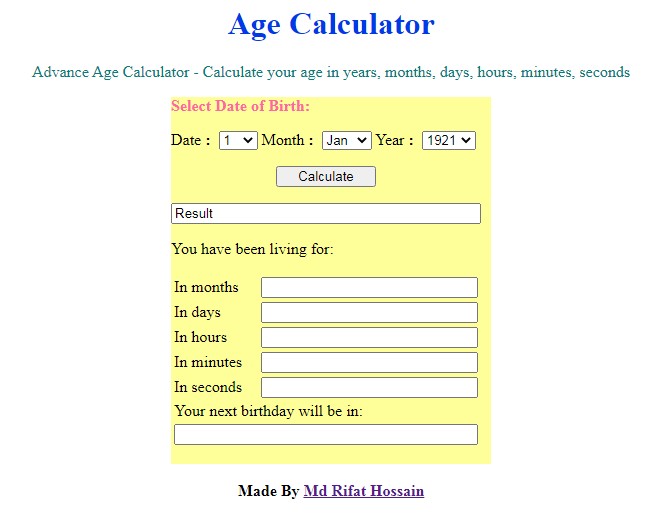 Age Calculator
Advance Age Calculator - Calculate your age in years, months, days, hours, minutes, seconds
Select Date of Birth:
Date : 1 Month : Jan Year : 1921
Calculate
Result
You have been living for:
In months
In days
In hours
In minutes
In seconds
Your next birthday will be in:
Made By Md Rifat Hossain